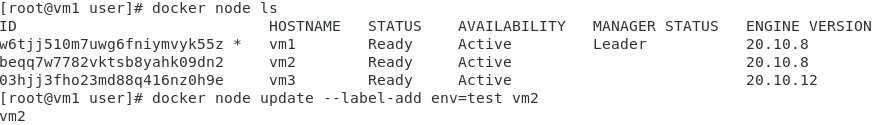 [root@vm1 user]# docker node ls
ID                            HOSTNAME   STATUS    AVAILABILITY   MANAGER STATUS   ENGINE VERSION
w6tjj510m7uwg6fniymvyk55z *   vm1        Ready     Active         Leader           20.10.8
beqq7w7782vktsb8yahk09dn2     vm2        Ready     Active                          20.10.8
03hjj3fho23md88q416nz0h9e     vm3        Ready     Active                          20.10.12
[root@vm1 user]# docker node update --label-add env=test vm2
vm2